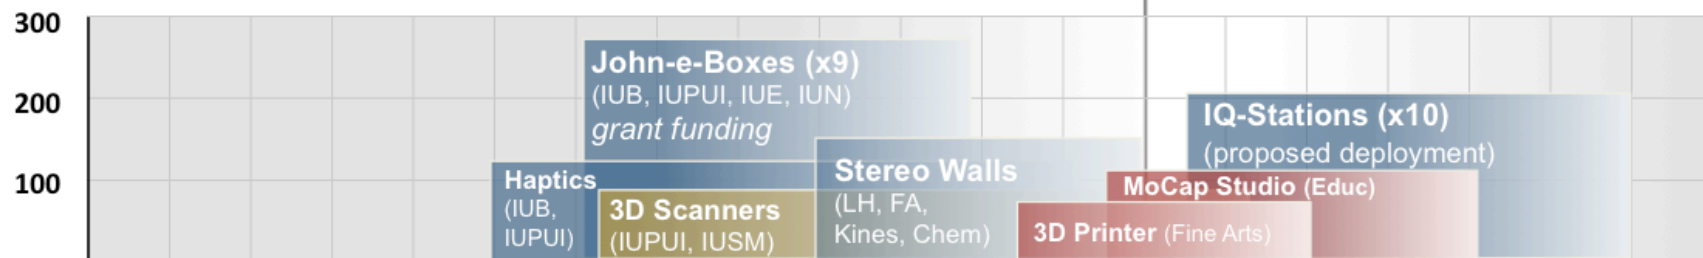 300
200
100
John-e-Boxes (x9)
(IUB, IUPUI, IUE, IUN)
grant funding
Haptics
(IUB,
IUPUI)
3D Scanners
(IUPUI, IUSM)
Stereo Walls
(LH, FA,
Kines, Chem)
IQ-Stations (x10)
(proposed deployment)
MoCap Studio (Educ)
3D Printer (Fine Arts)